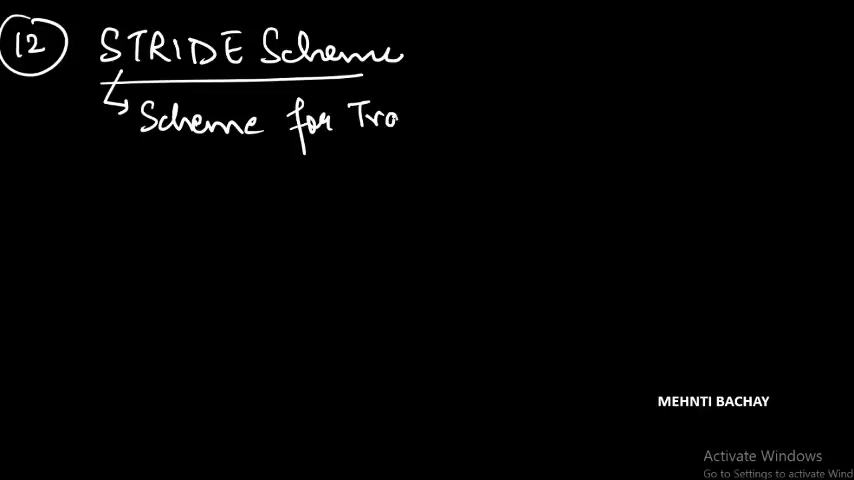 12 STRIDE Scheme
Scheme for Tra
MEHNTI BACHAY
Activate Windows
Go to Settings to activate Wind